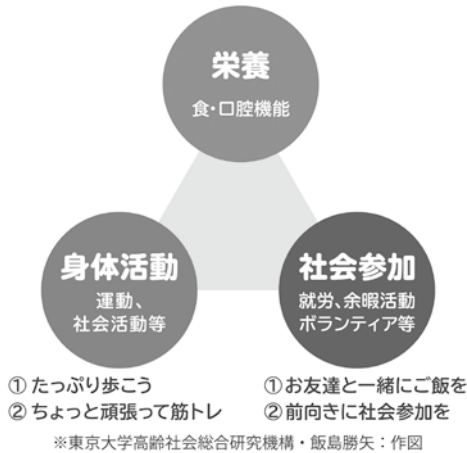 栄養
食・口腔機能
身体活動
運動、
社会活動等
社会参加
就労、余暇活動
ボランティア等
① たっぷり歩こう
② ちょっと頑張って筋トレ
① お友達と一緒にご飯を
② 前向きに社会参加を
※東京大学高齢社会総合研究機構・飯島勝矢：作図